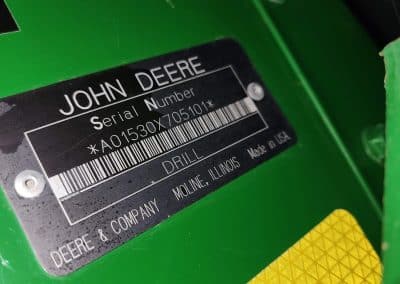 JOHN DEERE
Serial Number
*A01530X705101*
DRILL
DEERE & COMPANY MOLINE, ILLINOIS Made in USA